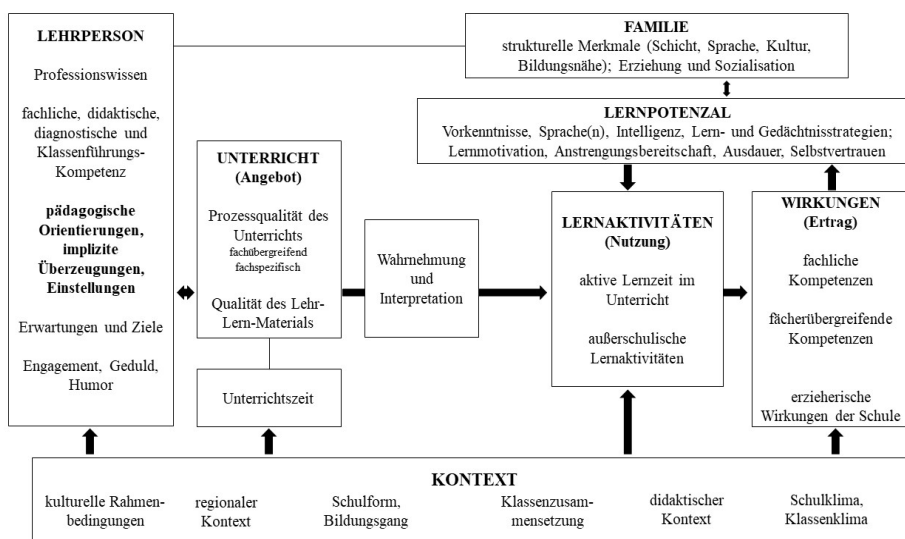 LEHRPERSON
Professionswissen
fachliche, didaktische,
diagnostische und
Klassenführungs-
Kompetenz
pädagogische
Orientierungen,
implizite
Überzeugungen,
Einstellungen
Erwartungen und Ziele
Engagement, Geduld,
Humor
FAMILIE
strukturelle Merkmale (Schicht, Sprache, Kultur,
Bildungsnähe); Erziehung und Sozialisation
LERNPOTENZAL
Vorkenntnisse, Sprache(n), Intelligenz, Lern- und Gedächtnisstrategien;
Lernmotivation, Anstrengungsbereitschaft, Ausdauer, Selbstvertrauen
UNTERRICHT
(Angebot)
Prozessqualität des
Unterrichts
fachübergreifend
fachspezifisch
Qualität des Lehr-
Lern-Materials
Unterrichtszeit
Wahrnehmung
und
Interpretation
LERNAKTIVITÄTEN
(Nutzung)
aktive Lernzeit im
Unterricht
außerschulische
Lernaktivitäten
WIRKUNGEN
(Ertrag)
fachliche
Kompetenzen
fächerübergreifende
Kompetenzen
erzieherische
Wirkungen der Schule
KONTEXT
kulturelle Rahmen-
bedingungen
regionaler
Kontext
Schulform,
Bildungsgang
Klassenzusam-
mensetzung
didaktischer
Kontext
Schulklima,
Klassenklima